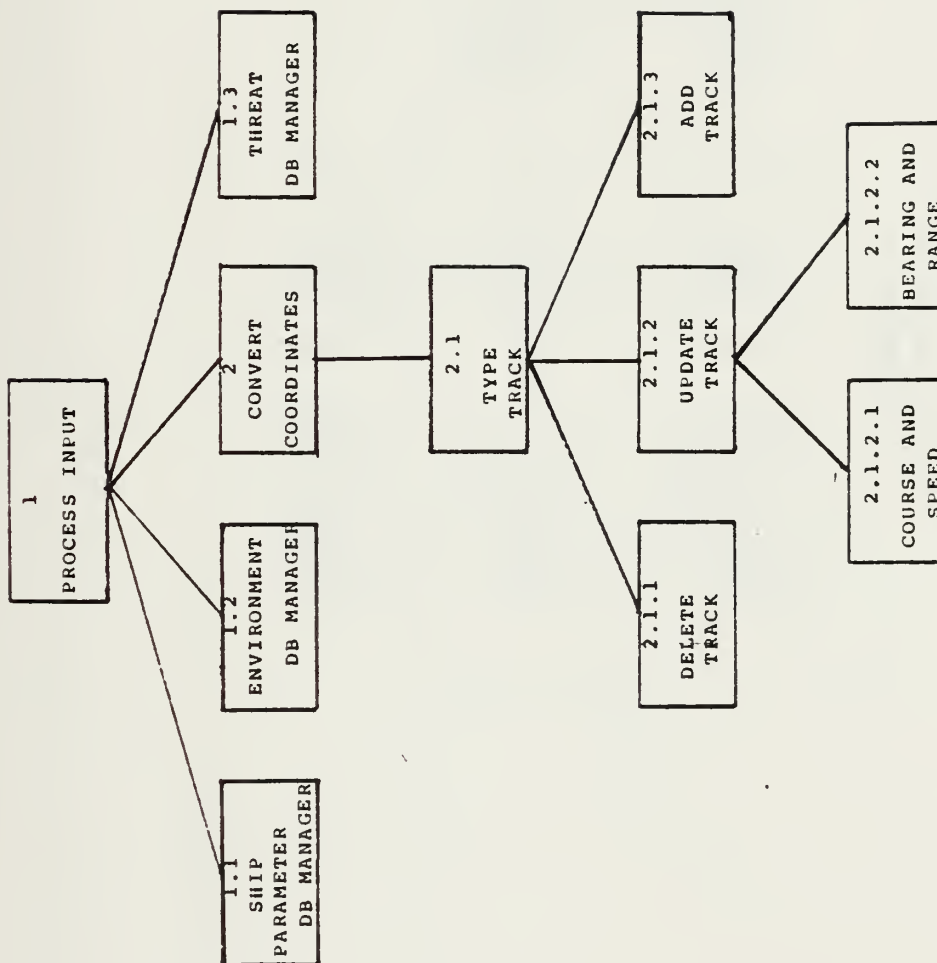 1
PROCESS INPUT
1.1
SHIP
PARAMETER
DB MANAGER
1.2
ENVIRONMENT
DB MANAGER
2
CONVERT
COORDINATES
1.3
THREAT
DB MANAGER
2.1
TYPE
TRACK
2.1.1
DELETE
TRACK
2.1.2
UPDATE
TRACK
2.1.3
ADD
TRACK
2.1.2.1
COURSE AND
SPEED
2.1.2.2
BEARING AND
RANGE